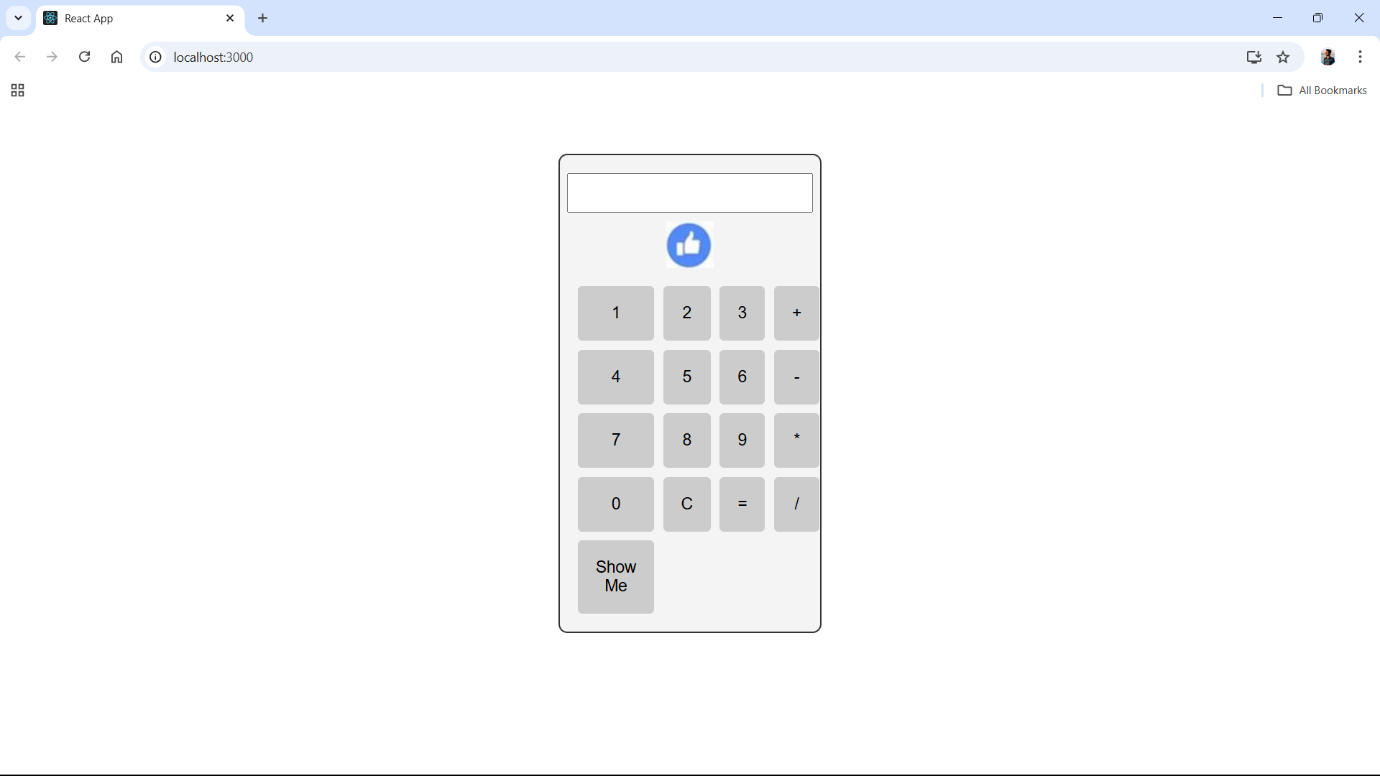 React App
localhost:3000
All Bookmarks
1 2 3 +
4 5 6 -
7 8 9 *
0 C = /
Show
Me